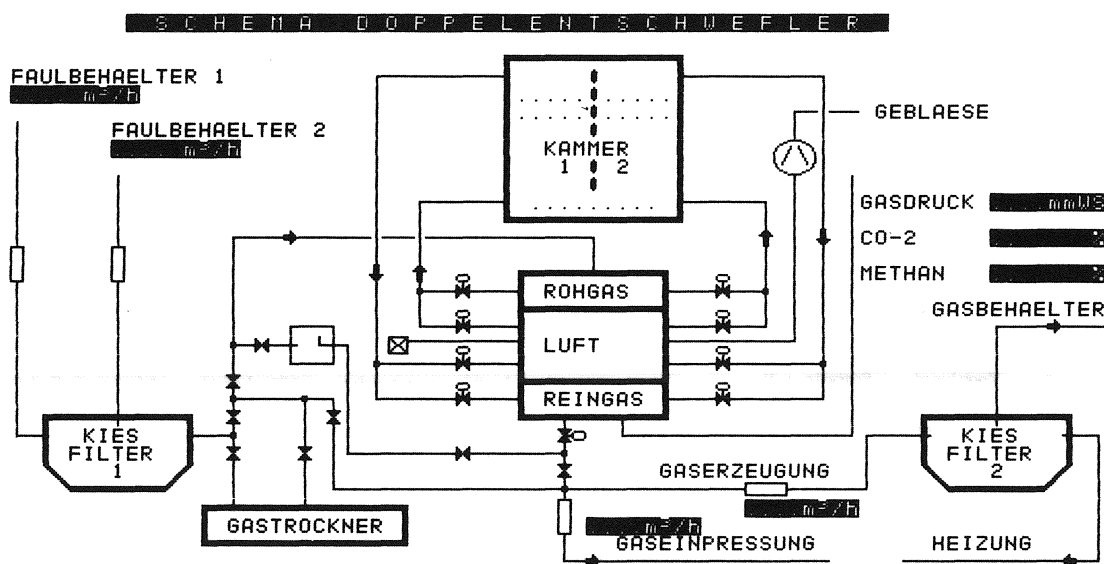 SCHEMA DOPPELENTSCHWEFLER
FAULBEHAELTER 1
m³/h
FAULBEHAELTER 2
m³/h
KAMMER
1 2
GEBLAESE
GASDRUCK mmWS
CO-2 %
METHAN %
GASBEHAELTER
ROHGAS
LUFT
REINGAS
KIES
FILTER
1
KIES
FILTER
2
GASERZEUGUNG
m³/h
GASTROCKNER
m³/h
GASEINPRESSUNG
HEIZUNG